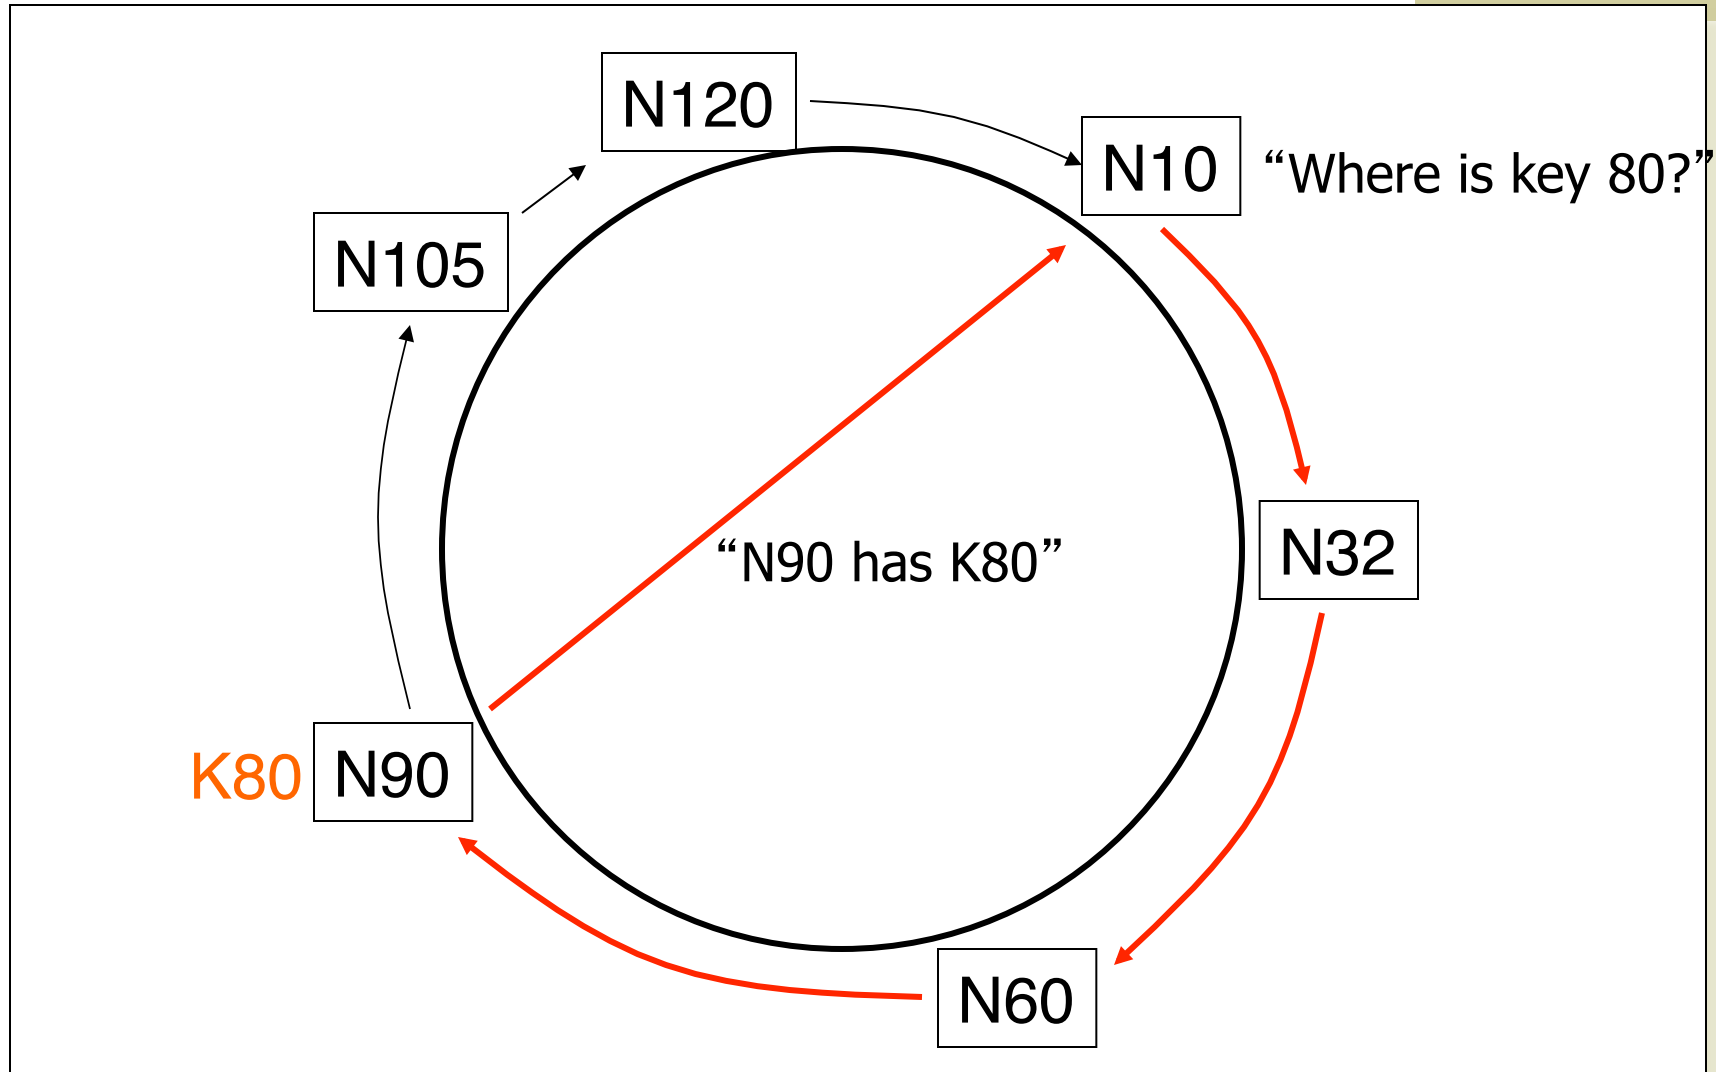 N120
N10 “Where is key 80?”
N105
N32
“N90 has K80”
K80 N90
N60